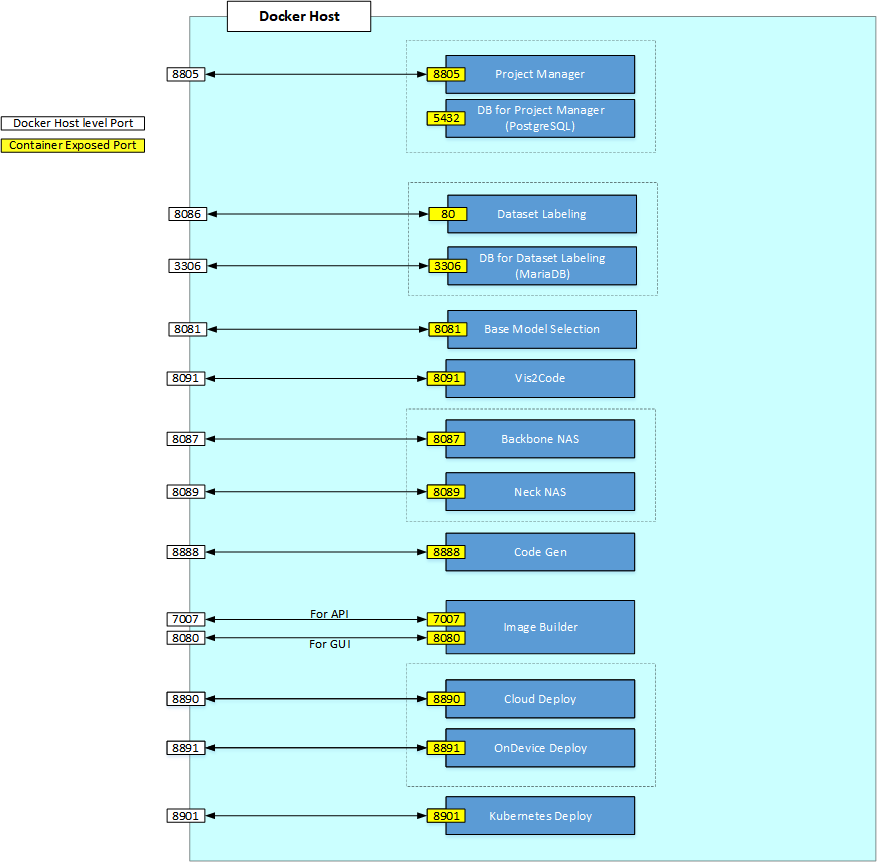 Docker Host
8805
8805
Project Manager
Docker Host level Port
Container Exposed Port
5432
DB for Project Manager
(PostgreSQL)
8086
80
Dataset Labeling
3306
3306
DB for Dataset Labeling
(MariaDB)
8081
8081
Base Model Selection
8091
8091
Vis2Code
8087
8087
Backbone NAS
8089
8089
Neck NAS
8888
8888
Code Gen
For API
7007
7007
Image Builder
8080
8080
For GUI
8890
8890
Cloud Deploy
8891
8891
OnDevice Deploy
8901
8901
Kubernetes Deploy